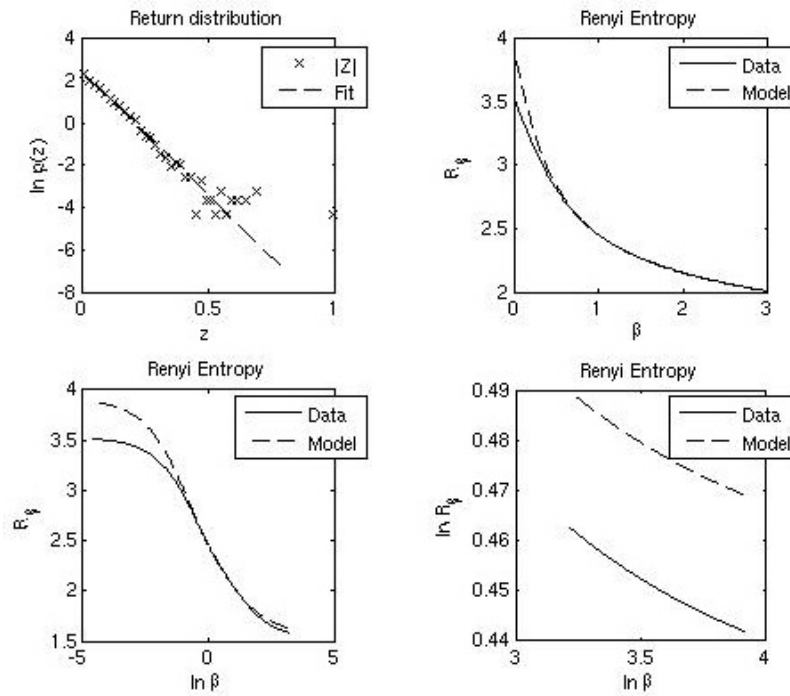 Return distribution
|Z|
Fit
ln p(z)
2
0
-2
-4
-6
-8
0
0.5
1
z
Renyi Entropy
Data
Model
R_β
4
3.5
3
2.5
2
0
1
2
3
β
Renyi Entropy
Data
Model
R_β
4
3.5
3
2.5
2
1.5
-5
0
5
ln β
Renyi Entropy
Data
Model
ln R_β
0.49
0.48
0.47
0.46
0.45
0.44
3
3.5
4
ln β